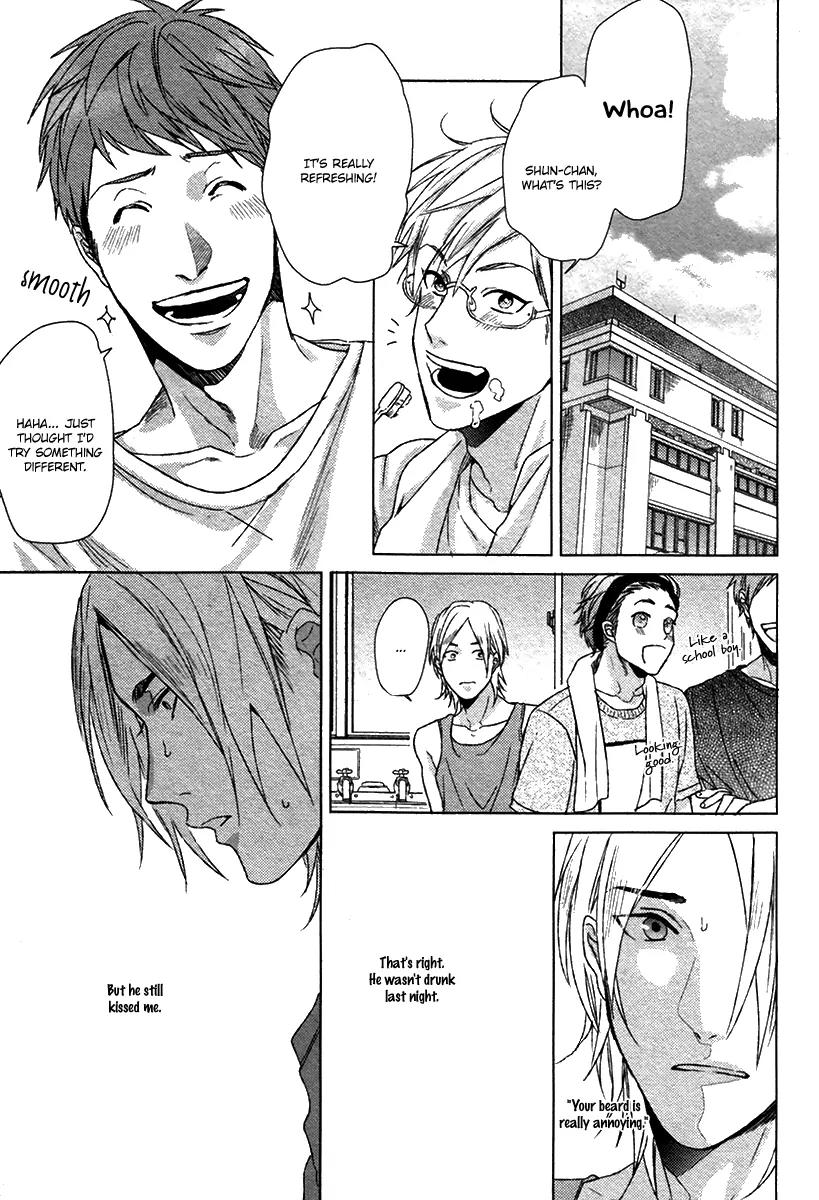 Whoa!
SHUN-CHAN,
WHAT'S THIS?
IT'S REALLY
REFRESHING!
smooth
HAHA... JUST
THOUGHT I'D
TRY SOMETHING
DIFFERENT.
Like a
school boy.
Looking
good.
...
"Your beard is
really annoying."
That's right.
He wasn't drunk
last night.
But he still
kissed me.